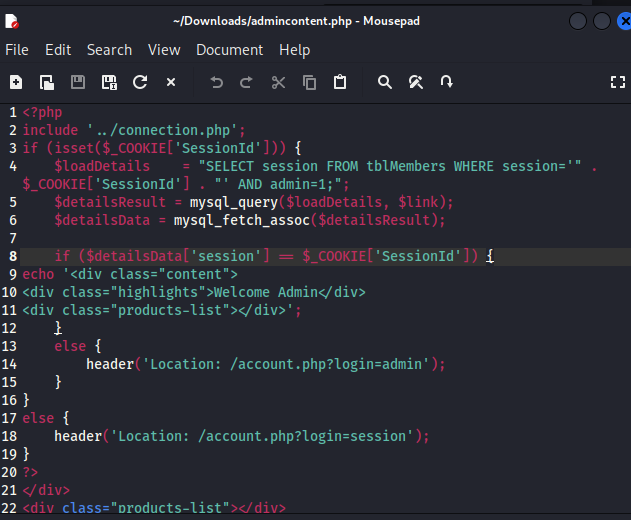 ~/Downloads/admincontent.php - Mousepad
File Edit Search View Document Help
1 <?php
2 include '../connection.php';
3 if (isset($_COOKIE['SessionId'])) {
4     $loadDetails    = "SELECT session FROM tblMembers WHERE session='" .
$_COOKIE['SessionId'] . "' AND admin=1;";
5     $detailsResult = mysql_query($loadDetails, $link);
6     $detailsData = mysql_fetch_assoc($detailsResult);
7
8     if ($detailsData['session'] == $_COOKIE['SessionId']) {
9 echo '<div class="content">
10 <div class="highlights">Welcome Admin</div>
11 <div class="products-list"></div>';
12     }
13     else {
14         header('Location: /account.php?login=admin');
15     }
16 }
17 else {
18     header('Location: /account.php?login=session');
19 }
20 ?>
21 </div>
22 <div class="products-list"></div>